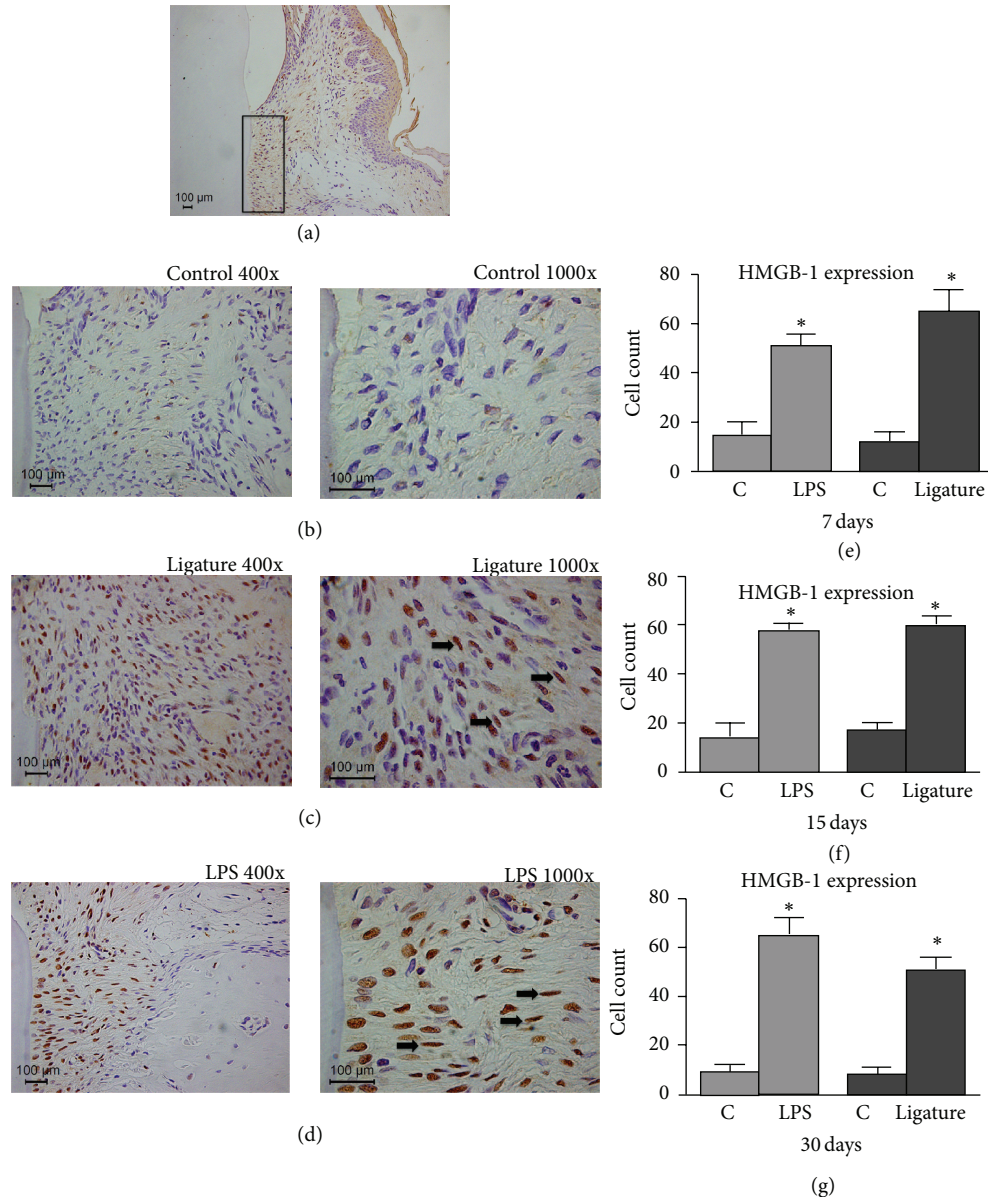 100 µm
(a)
Control 400x
100 µm
Control 1000x
100 µm
(b)
Ligature 400x
100 µm
Ligature 1000x
100 µm
(c)
LPS 400x
100 µm
LPS 1000x
100 µm
(d)
HMGB-1 expression
Cell count
80
60
40
20
0
*
*
C
LPS
C
Ligature
7 days
(e)
HMGB-1 expression
Cell count
80
60
40
20
0
*
*
C
LPS
C
Ligature
15 days
(f)
HMGB-1 expression
Cell count
80
60
40
20
0
*
*
C
LPS
C
Ligature
30 days
(g)